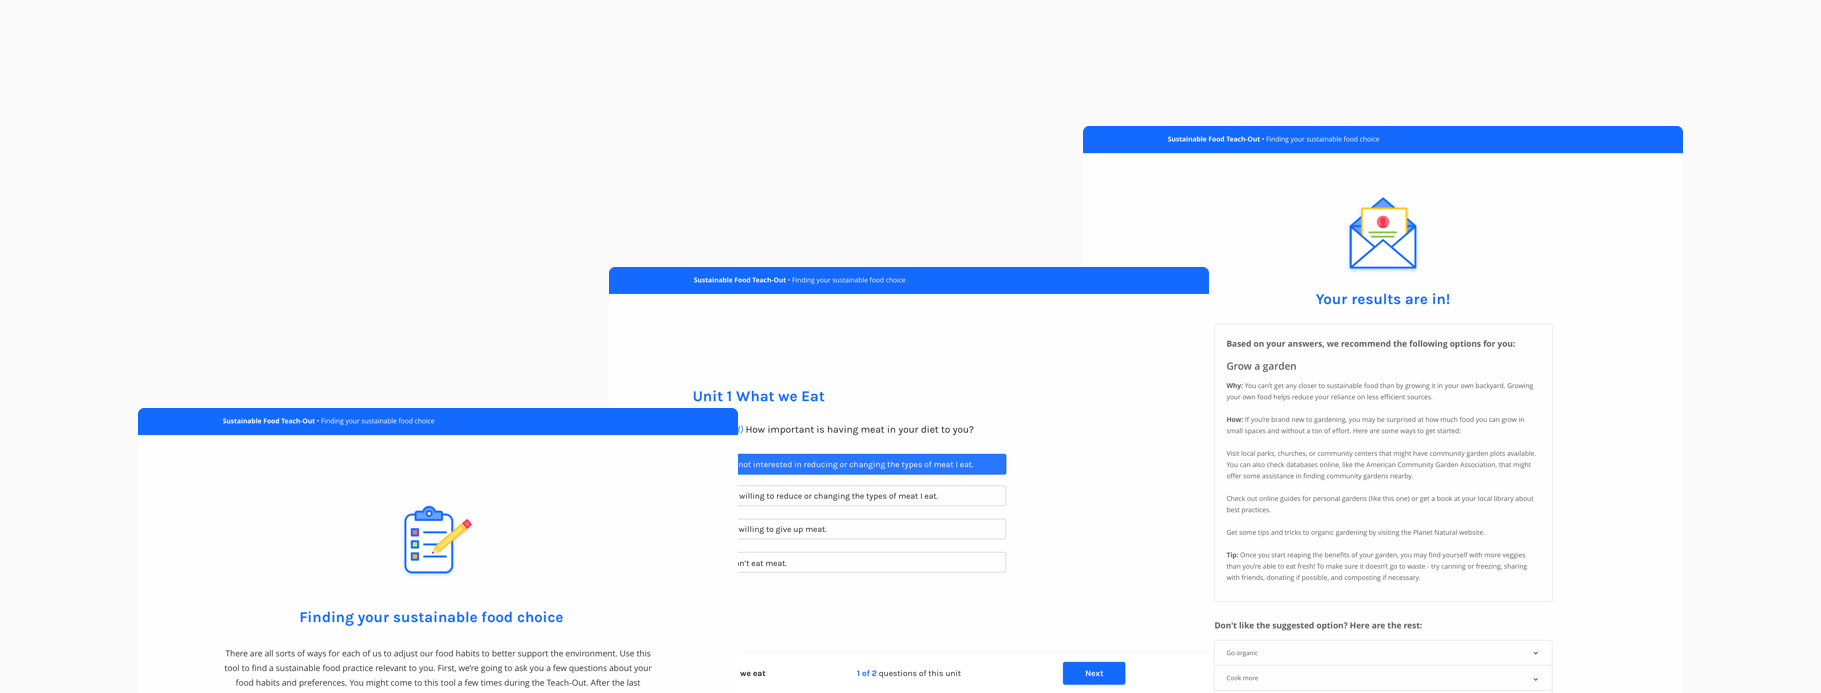 Sustainable Food Teach-Out • Finding your sustainable food choice
Finding your sustainable food choice
There are all sorts of ways for each of us to adjust our food habits to better support the environment. Use this
tool to find a sustainable food practice relevant to you. First, we're going to ask you a few questions about your
food habits and preferences. You might come to this tool a few times during the Teach-Out. After the last
Sustainable Food Teach-Out • Finding your sustainable food choice
Unit 1 What we Eat
How important is having meat in your diet to you?
not interested in reducing or changing the types of meat I eat.
willing to reduce or changing the types of meat I eat.
willing to give up meat.
eat meat.
we eat
1 of 2 questions of this unit
Next
Sustainable Food Teach-Out • Finding your sustainable food choice
Your results are in!
Based on your answers, we recommend the following options for you:
Grow a garden
Why: You can't get any closer to sustainable food than by growing it in your own backyard. Growing
your own food helps reduce your reliance on less efficient sources.
How: If you're brand new to gardening, you may be surprised at how much food you can grow in
small spaces and without a ton of effort. Here are some ways to get started:
Visit local parks, churches, or community centers that might have community garden plots available.
You can also check databases online, like the American Community Garden Association, that might
offer some assistance in finding community gardens nearby.
Check out online guides for personal gardens (like this one) or get a book at your local library about
best practices.
Get some tips and tricks to organic gardening by visiting the Planet Natural website.
Tip: Once you start reaping the benefits of your garden, you may find yourself with more veggies
than you're able to eat fresh! To make sure it doesn't go to waste - try canning or freezing, sharing
with friends, donating if possible, and composting if necessary.
Don't like the suggested option? Here are the rest:
Go organic
Cook more